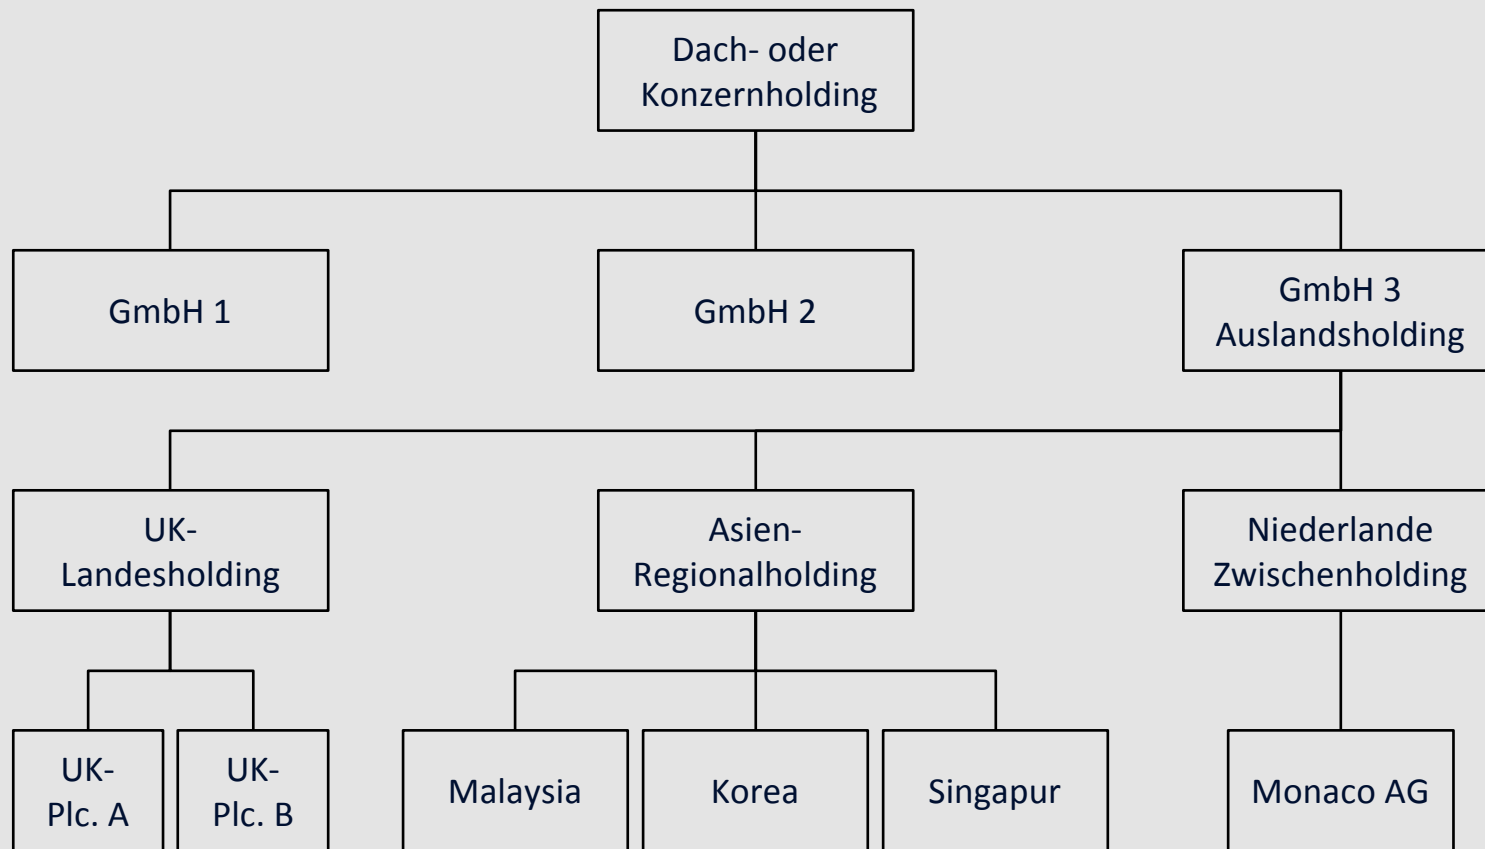 Dach- oder
Konzernholding
GmbH 1
GmbH 2
GmbH 3
Auslandsholding
UK-
Landesholding
Asien-
Regionalholding
Niederlande
Zwischenholding
UK-
Plc. A
UK-
Plc. B
Malaysia
Korea
Singapur
Monaco AG